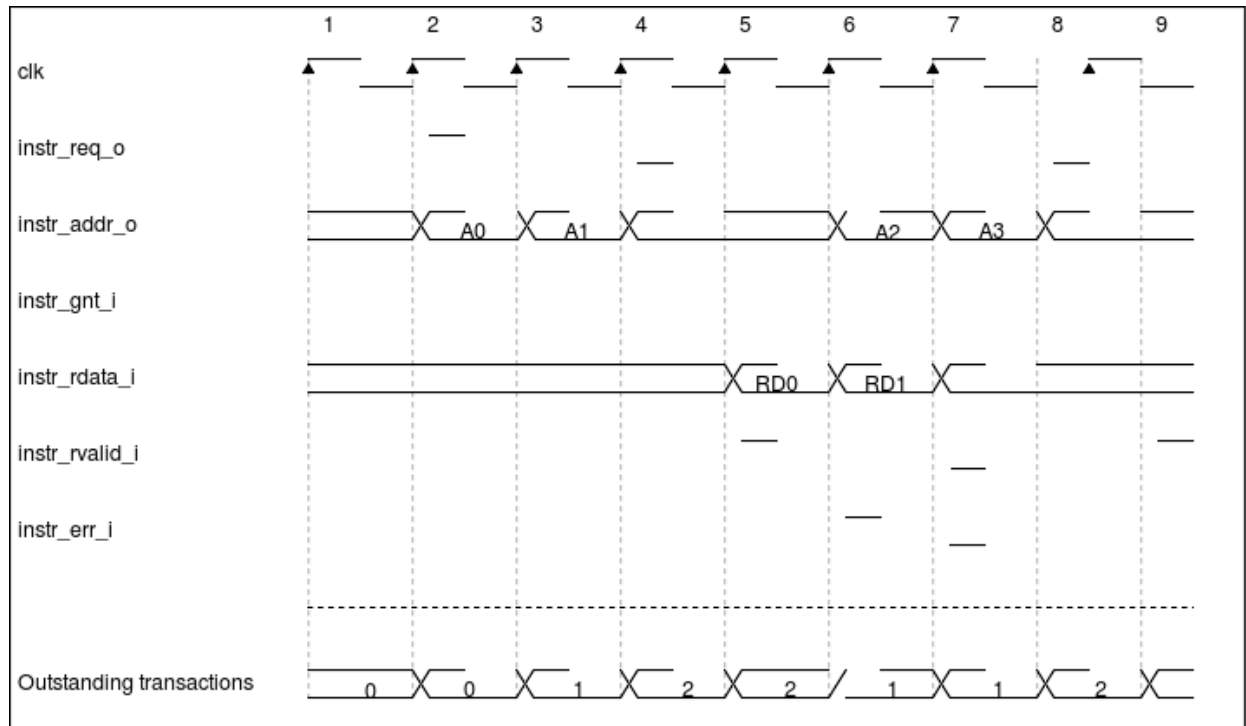 1 2 3 4 5 6 7 8 9
clk
instr_req_o
instr_addr_o A0 A1 A2 A3
instr_gnt_i
instr_rdata_i RD0 RD1
instr_rvalid_i
instr_err_i
Outstanding transactions 0 0 1 2 2 1 1 2